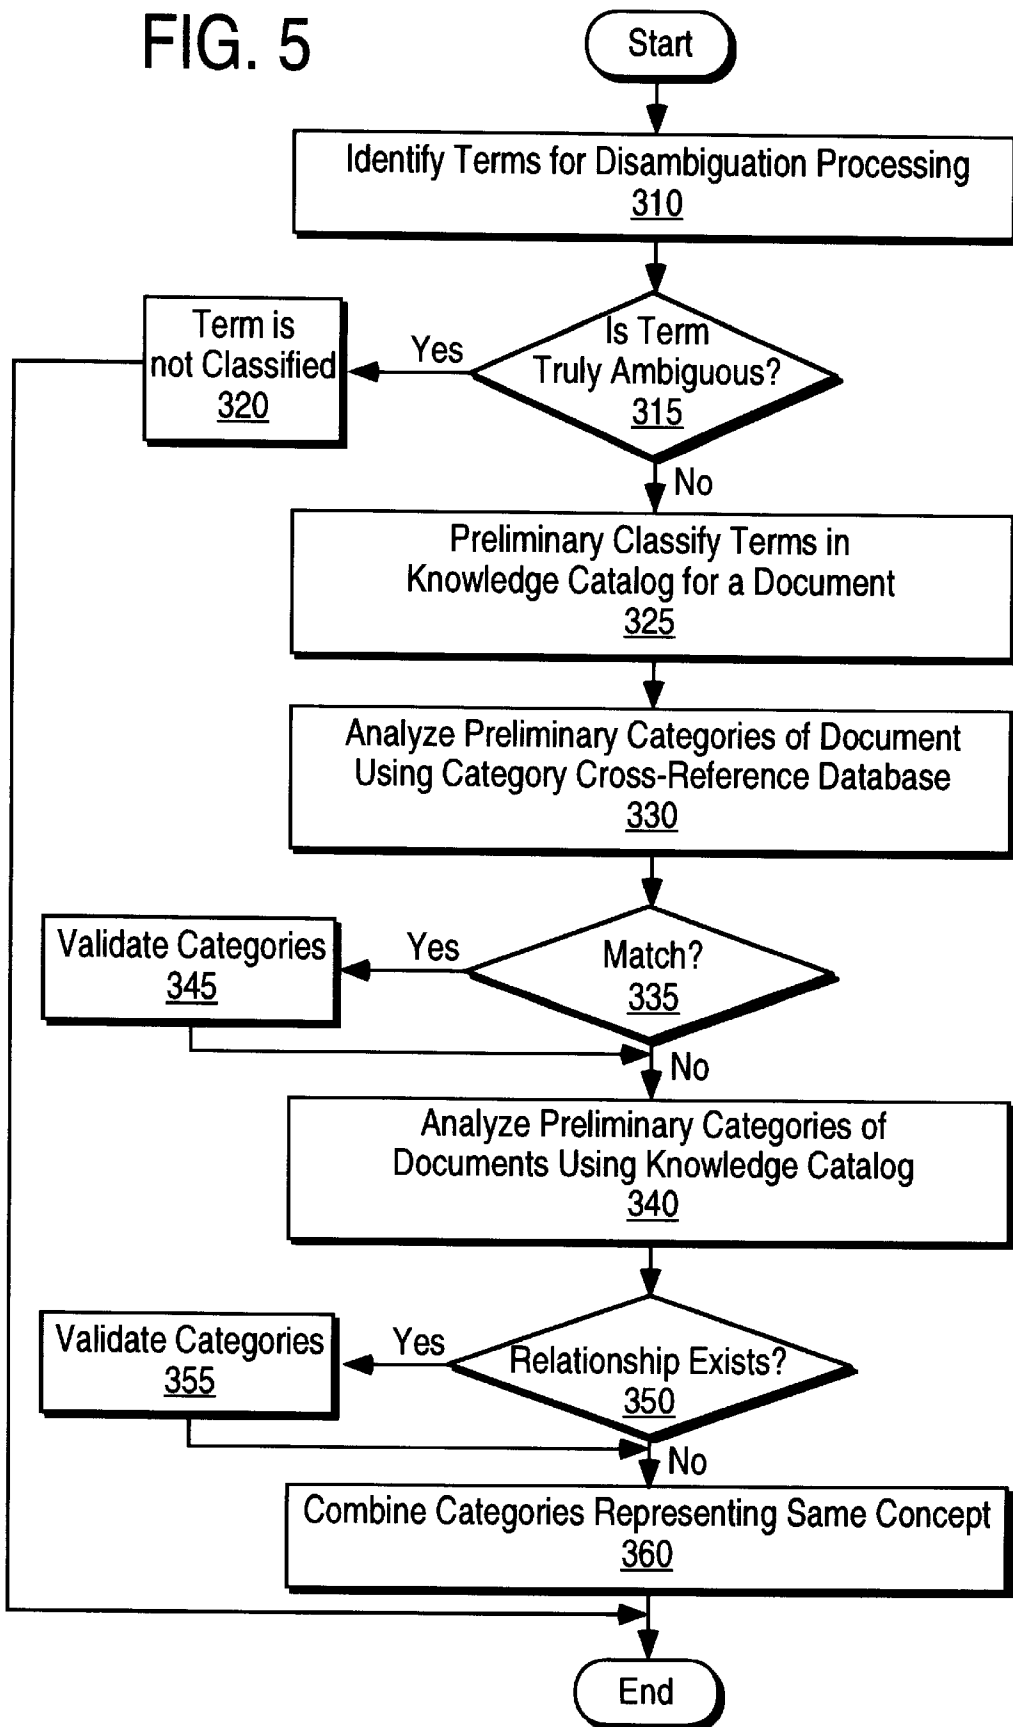 FIG. 5
Start
Identify Terms for Disambiguation Processing
310
Is Term
Truly Ambiguous?
315
Yes
Term is
not Classified
320
No
Preliminary Classify Terms in
Knowledge Catalog for a Document
325
Analyze Preliminary Categories of Document
Using Category Cross-Reference Database
330
Match?
335
Yes
Validate Categories
345
No
Analyze Preliminary Categories of
Documents Using Knowledge Catalog
340
Relationship Exists?
350
Yes
Validate Categories
355
No
Combine Categories Representing Same Concept
360
End